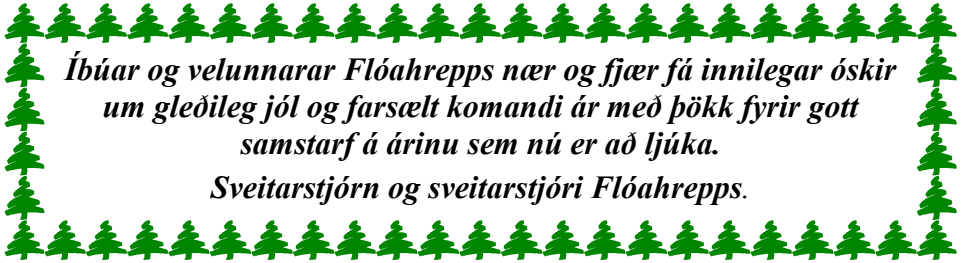 Íbúar og velunnarar Flóahrepps nær og fjær fá innilegar óskir
um gleðileg jól og farsælt komandi ár með þökk fyrir gott
samstarf á árinu sem nú er að ljúka.
Sveitarstjórn og sveitarstjóri Flóahrepps.